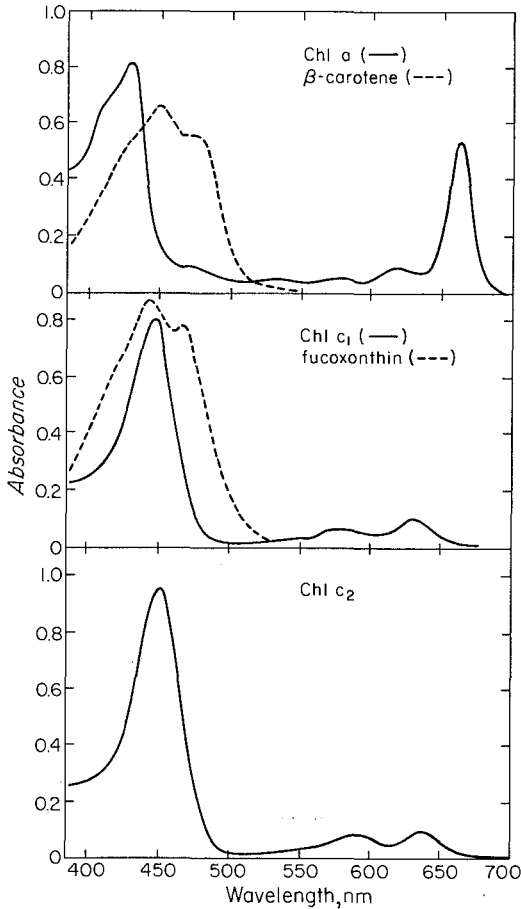 1.0
0.8
0.6
0.4
0.2
0
Chl a (—)
β-carotene (---)
0.8
0.6
0.4
0.2
0
Chl c₁ (—)
fucoxonthin (---)
Absorbance
1.0
0.8
0.6
0.4
0.2
0
Chl c₂
400 450 500 550 600 650 700
Wavelength, nm